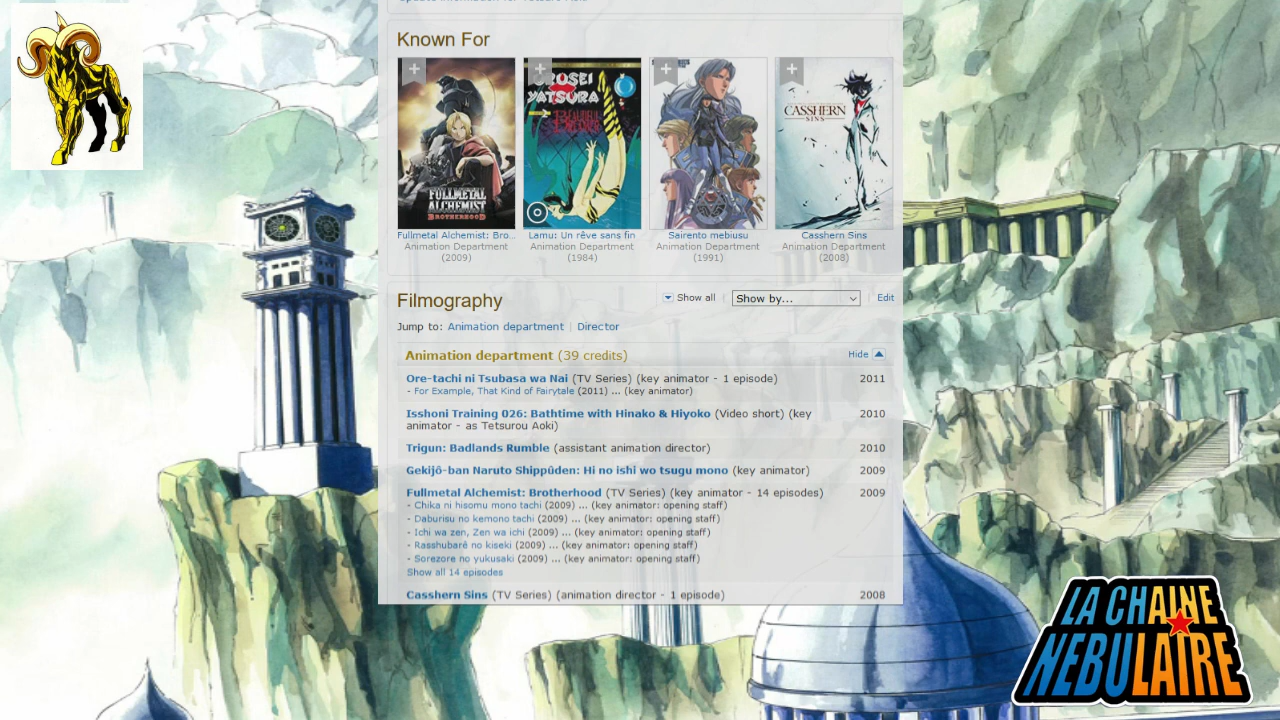 Known For
FULLMETAL
ALCHEMIST
BROTHERHOOD
YATSURA
CASSHERN
SINS
Fullmetal Alchemist: Bro...
Animation Department
(2009)
Lamu: Un rêve sans fin
Animation Department
(1984)
Sairento mebiusu
Animation Department
(1991)
Casshern Sins
Animation Department
(2008)
Filmography
Show all | Show by... | Edit
Jump to: Animation department | Director
Animation department (39 credits) Hide
Ore-tachi ni Tsubasa wa Nai (TV Series) (key animator - 1 episode) 2011
- For Example, That Kind of Fairytale (2011) ... (key animator)
Isshoni Training 026: Bathtime with Hinako & Hiyoko (Video short) (key 2010
animator - as Tetsurou Aoki)
Trigun: Badlands Rumble (assistant animation director) 2010
Gekijô-ban Naruto Shippûden: Hi no ishi wo tsugu mono (key animator) 2009
Fullmetal Alchemist: Brotherhood (TV Series) (key animator - 14 episodes) 2009
- Chika ni hisomu mono tachi (2009) ... (key animator: opening staff)
- Daburisu no kemono tachi (2009) ... (key animator: opening staff)
- Ichi wa zen, Zen wa ichi (2009) ... (key animator: opening staff)
- Rasshubarê no kiseki (2009) ... (key animator: opening staff)
- Sorezore no yukusaki (2009) ... (key animator: opening staff)
Show all 14 episodes
Casshern Sins (TV Series) (animation director - 1 episode) 2008
LA CHAINE
NEBULAIRE